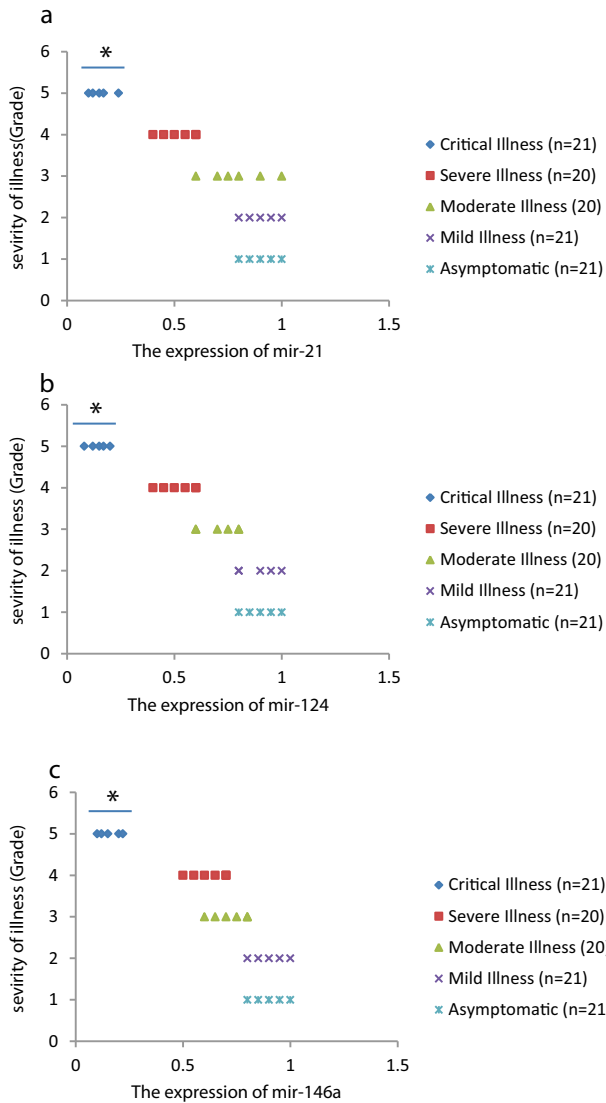 a
*
6
5
4
3
2
1
0
sevirity of illness(Grade)
0 0.5 1 1.5
The expression of mir-21
Critical Illness (n=21)
Severe Illness (n=20)
Moderate Illness (20)
Mild Illness (n=21)
Asymptomatic (n=21)
b
*
6
5
4
3
2
1
0
sevirity of illness (Grade)
0 0.5 1 1.5
The expression of mir-124
Critical Illness (n=21)
Severe Illness (n=20)
Moderate Illness (20)
Mild Illness (n=21)
Asymptomatic (n=21)
c
*
6
5
4
3
2
1
0
sevirity of illness (Grade)
0 0.5 1 1.5
The expression of mir-146a
Critical Illness (n=21)
Severe Illness (n=20)
Moderate Illness (20
Mild Illness (n=21)
Asymptomatic (n=21